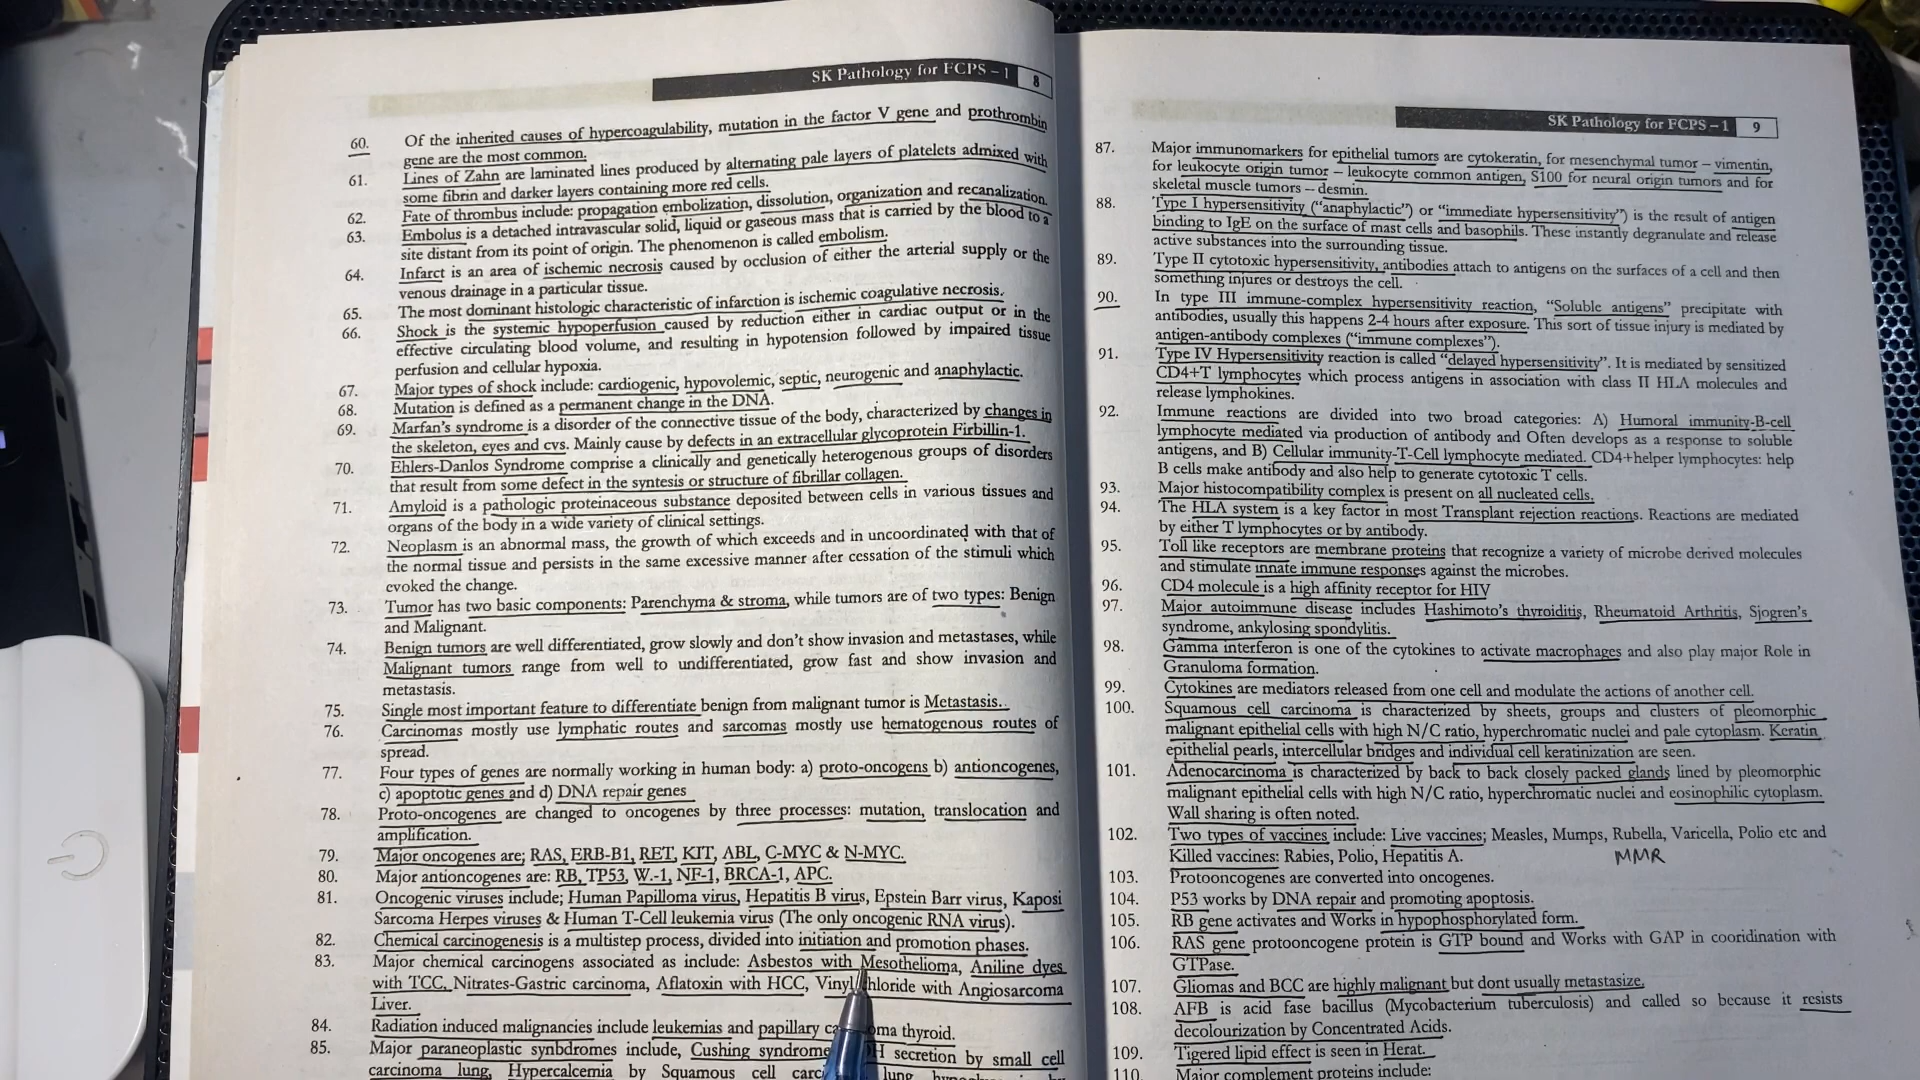 SK Pathology for FCPS – 1 8
60. Of the inherited causes of hypercoagulability, mutation in the factor V gene and prothrombin
gene are the most common.
61. Lines of Zahn are laminated lines produced by alternating pale layers of platelets admixed with
some fibrin and darker layers containing more red cells.
62. Fate of thrombus include: propagation embolization, dissolution, organization and recanalization.
63. Embolus is a detached intravascular solid, liquid or gaseous mass that is carried by the blood to a
site distant from its point of origin. The phenomenon is called embolism.
64. Infarct is an area of ischemic necrosis caused by occlusion of either the arterial supply or the
venous drainage in a particular tissue.
65. The most dominant histologic characteristic of infarction is ischemic coagulative necrosis.
66. Shock is the systemic hypoperfusion caused by reduction either in cardiac output or in the
effective circulating blood volume, and resulting in hypotension followed by impaired tissue
perfusion and cellular hypoxia.
67. Major types of shock include: cardiogenic, hypovolemic, septic, neurogenic and anaphylactic.
68. Mutation is defined as a permanent change in the DNA.
69. Marfan's syndrome is a disorder of the connective tissue of the body, characterized by changes in
the skeleton, eyes and cvs. Mainly cause by defects in an extracellular glycoprotein Firbillin-1.
70. Ehlers-Danlos Syndrome comprise a clinically and genetically heterogenous groups of disorders
that result from some defect in the syntesis or structure of fibrillar collagen.
71. Amyloid is a pathologic proteinaceous substance deposited between cells in various tissues and
organs of the body in a wide variety of clinical settings.
72. Neoplasm is an abnormal mass, the growth of which exceeds and in uncoordinated with that of
the normal tissue and persists in the same excessive manner after cessation of the stimuli which
evoked the change.
73. Tumor has two basic components: Parenchyma & stroma, while tumors are of two types: Benign
and Malignant.
74. Benign tumors are well differentiated, grow slowly and don't show invasion and metastases, while
Malignant tumors range from well to undifferentiated, grow fast and show invasion and
metastasis.
75. Single most important feature to differentiate benign from malignant tumor is Metastasis..
76. Carcinomas mostly use lymphatic routes and sarcomas mostly use hematogenous routes of
spread.
77. Four types of genes are normally working in human body: a) proto-oncogens b) antioncogenes,
c) apoptotic genes and d) DNA repair genes
78. Proto-oncogenes are changed to oncogenes by three processes: mutation, translocation and
amplification.
79. Major oncogenes are; RAS, ERB-B1, RET, KIT, ABL, C-MYC & N-MYC.
80. Major antioncogenes are: RB, TP53, W.-1, NF-1, BRCA-1, APC.
81. Oncogenic viruses include; Human Papilloma virus, Hepatitis B virus, Epstein Barr virus, Kaposi
Sarcoma Herpes viruses & Human T-Cell leukemia virus (The only oncogenic RNA virus).
82. Chemical carcinogenesis is a multistep process, divided into initiation and promotion phases.
83. Major chemical carcinogens associated as include: Asbestos with Mesothelioma, Aniline dyes
with TCC, Nitrates-Gastric carcinoma, Aflatoxin with HCC, Vinyl hloride with Angiosarcoma
Liver.
84. Radiation induced malignancies include leukemias and papillary ca oma thyroid.
85. Major paraneoplastic synbdromes include, Cushing syndrome H secretion by small cell
carcinoma lung, Hypercalcemia by Squamous cell carc lung,
SK Pathology for FCPS – 1 9
87. Major immunomarkers for epithelial tumors are cytokeratin, for mesenchymal tumor – vimentin,
for leukocyte origin tumor – leukocyte common antigen, S100 for neural origin tumors and for
skeletal muscle tumors – desmin.
88. Type I hypersensitivity ("anaphylactic") or "immediate hypersensitivity") is the result of antigen
binding to IgE on the surface of mast cells and basophils. These instantly degranulate and release
active substances into the surrounding tissue.
89. Type II cytotoxic hypersensitivity, antibodies attach to antigens on the surfaces of a cell and then
something injures or destroys the cell.
90. In type III immune-complex hypersensitivity reaction, "Soluble antigens" precipitate with
antibodies, usually this happens 2-4 hours after exposure. This sort of tissue injury is mediated by
antigen-antibody complexes ("immune complexes").
91. Type IV Hypersensitivity reaction is called "delayed hypersensitivity". It is mediated by sensitized
CD4+T lymphocytes which process antigens in association with class II HLA molecules and
release lymphokines.
92. Immune reactions are divided into two broad categories: A) Humoral immunity-B-cell
lymphocyte mediated via production of antibody and Often develops as a response to soluble
antigens, and B) Cellular immunity-T-Cell lymphocyte mediated. CD4+helper lymphocytes: help
B cells make antibody and also help to generate cytotoxic T cells.
93. Major histocompatibility complex is present on all nucleated cells.
94. The HLA system is a key factor in most Transplant rejection reactions. Reactions are mediated
by either T lymphocytes or by antibody.
95. Toll like receptors are membrane proteins that recognize a variety of microbe derived molecules
and stimulate innate immune responses against the microbes.
96. CD4 molecule is a high affinity receptor for HIV
97. Major autoimmune disease includes Hashimoto's thyroiditis, Rheumatoid Arthritis, Sjogren's
syndrome, ankylosing spondylitis.
98. Gamma interferon is one of the cytokines to activate macrophages and also play major Role in
Granuloma formation.
99. Cytokines are mediators released from one cell and modulate the actions of another cell.
100. Squamous cell carcinoma is characterized by sheets, groups and clusters of pleomorphic
malignant epithelial cells with high N/C ratio, hyperchromatic nuclei and pale cytoplasm. Keratin
epithelial pearls, intercellular bridges and individual cell keratinization are seen.
101. Adenocarcinoma is characterized by back to back closely packed glands lined by pleomorphic
malignant epithelial cells with high N/C ratio, hyperchromatic nuclei and eosinophilic cytoplasm.
Wall sharing is often noted.
102. Two types of vaccines include: Live vaccines; Measles, Mumps, Rubella, Varicella, Polio etc and
Killed vaccines: Rabies, Polio, Hepatitis A. MMR
103. Protooncogenes are converted into oncogenes.
104. P53 works by DNA repair and promoting apoptosis.
105. RB gene activates and Works in hypophosphorylated form.
106. RAS gene protooncogene protein is GTP bound and Works with GAP in cooridination with
GTPase.
107. Gliomas and BCC are highly malignant but dont usually metastasize.
108. AFB is acid fase bacillus (Mycobacterium tuberculosis) and called so because it resists
decolourization by Concentrated Acids.
109. Tigered lipid effect is seen in Herat.
110. Major complement proteins include: